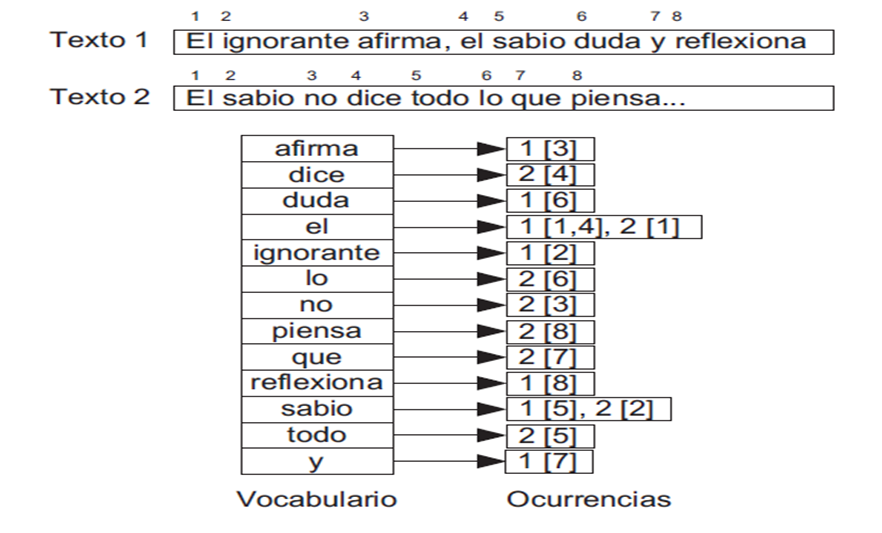 1 2 3 4 5 6 7 8
Texto 1 El ignorante afirma, el sabio duda y reflexiona
1 2 3 4 5 6 7 8
Texto 2 El sabio no dice todo lo que piensa...
afirma 1 [3]
dice 2 [4]
duda 1 [6]
el 1 [1,4], 2 [1]
ignorante 1 [2]
lo 2 [6]
no 2 [3]
piensa 2 [8]
que 2 [7]
reflexiona 1 [8]
sabio 1 [5], 2 [2]
todo 2 [5]
y 1 [7]
Vocabulario Ocurrencias